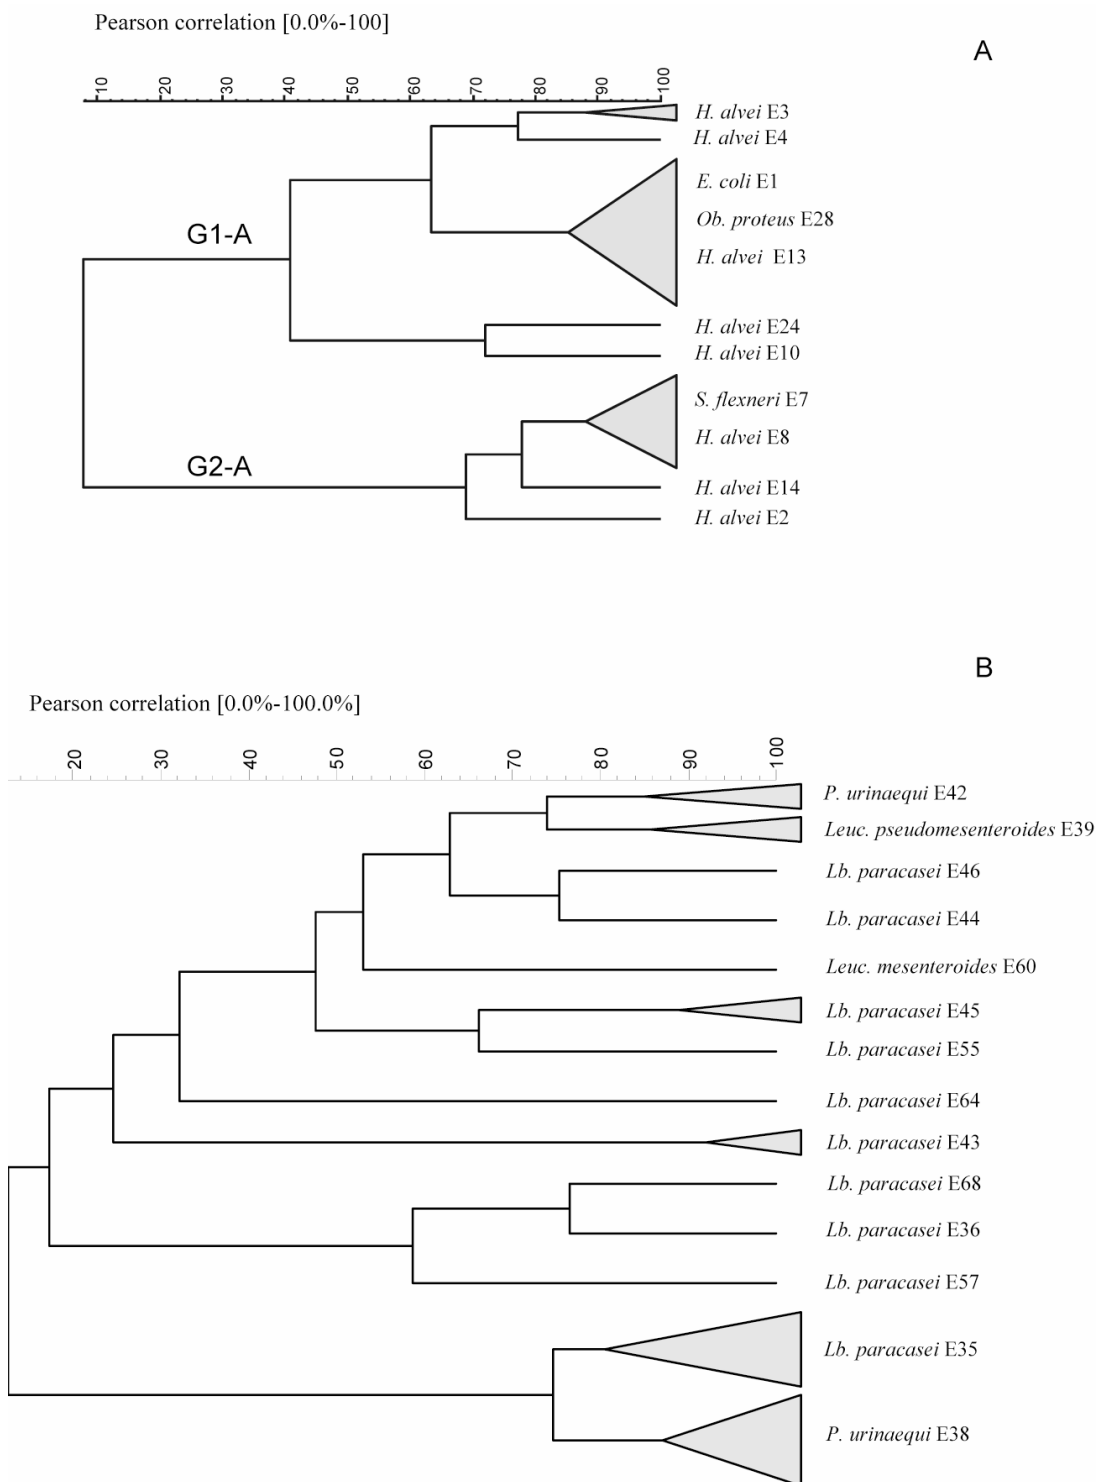 Pearson correlation [0.0%-100]
A
10 20 30 40 50 60 70 80 90 100
H. alvei E3
H. alvei E4
E. coli E1
Ob. proteus E28
H. alvei E13
G1-A
H. alvei E24
H. alvei E10
S. flexneri E7
H. alvei E8
G2-A
H. alvei E14
H. alvei E2
B
Pearson correlation [0.0%-100.0%]
20 30 40 50 60 70 80 90 100
P. urinaequi E42
Leuc. pseudomesenteroides E39
Lb. paracasei E46
Lb. paracasei E44
Leuc. mesenteroides E60
Lb. paracasei E45
Lb. paracasei E55
Lb. paracasei E64
Lb. paracasei E43
Lb. paracasei E68
Lb. paracasei E36
Lb. paracasei E57
Lb. paracasei E35
P. urinaequi E38